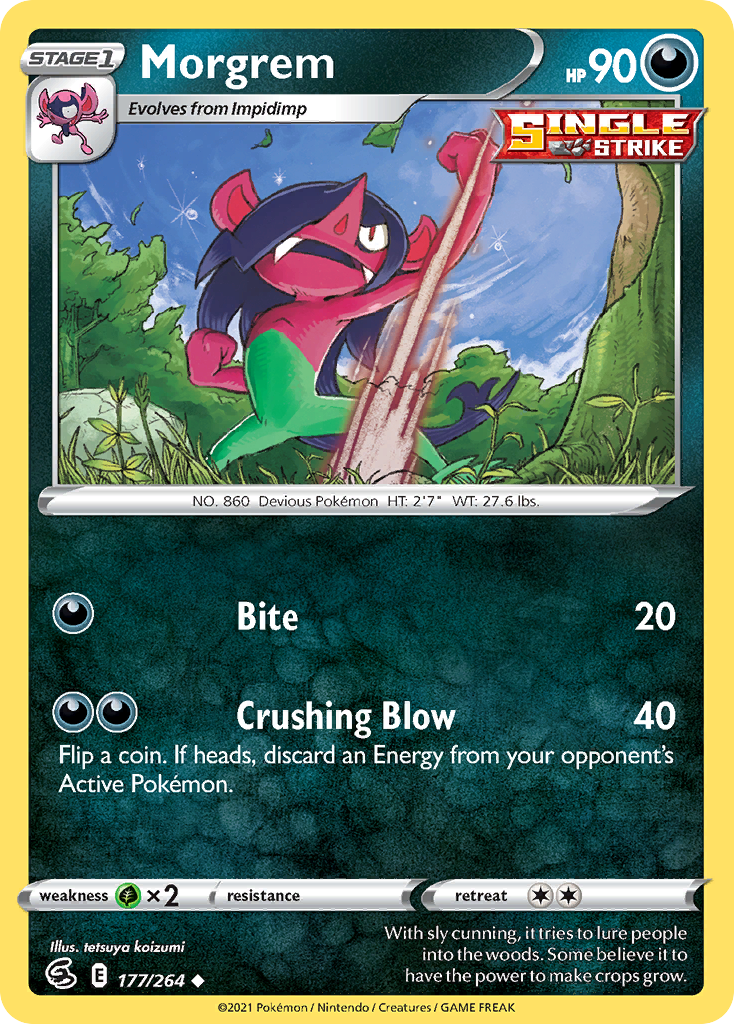 STAGE1
Morgrem
HP 90
Evolves from Impidimp
SINGLE
STRIKE
NO. 860 Devious Pokémon HT: 2'7" WT: 27.6 lbs.
Bite 20
Crushing Blow 40
Flip a coin. If heads, discard an Energy from your opponent's
Active Pokémon.
weakness ×2 resistance retreat
Illus. tetsuya koizumi
E 177/264
With sly cunning, it tries to lure people
into the woods. Some believe it to
have the power to make crops grow.
©2021 Pokémon / Nintendo / Creatures / GAME FREAK